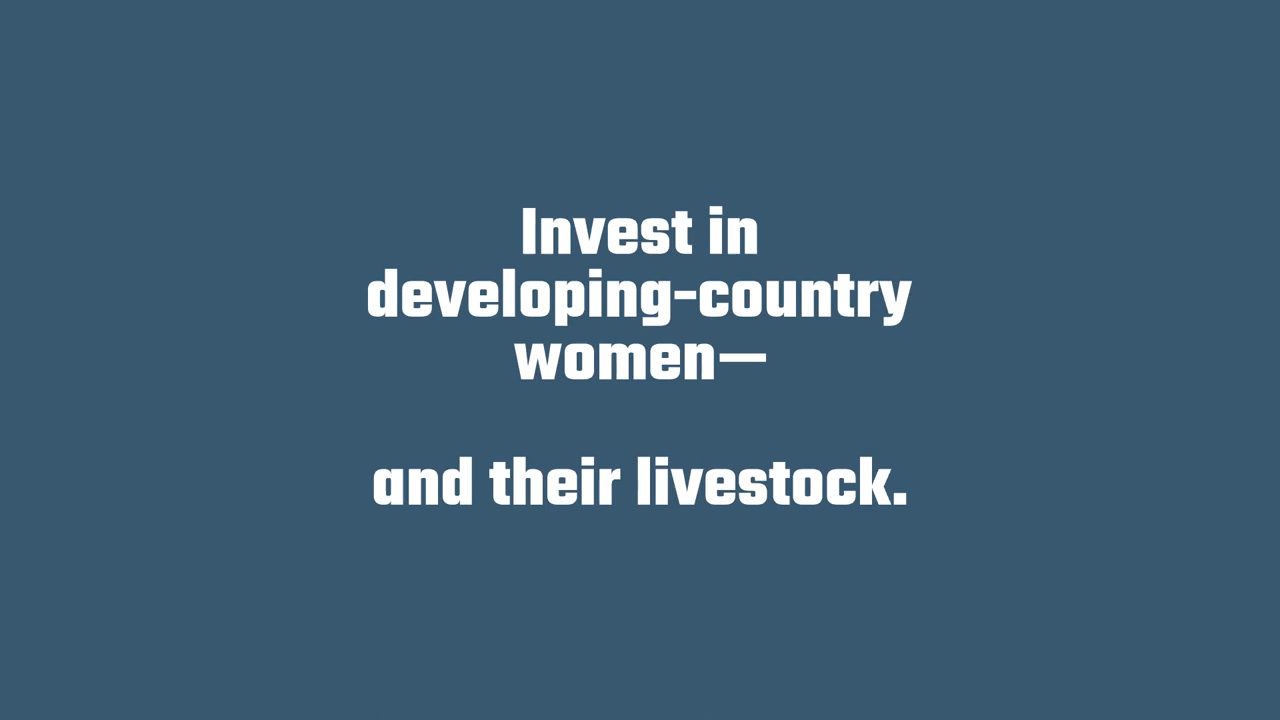 Invest in
developing-country
women—
and their livestock.